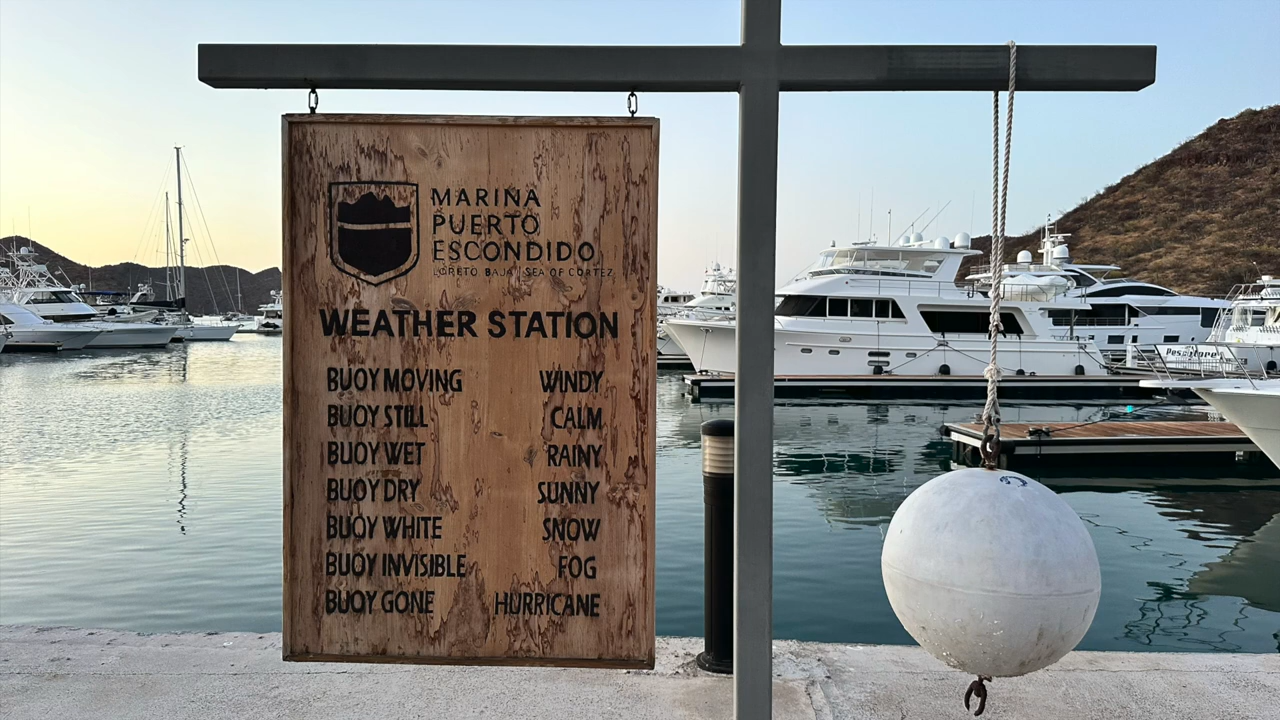 MARINA
PUERTO
ESCONDIDO
LORETO BAJA, SEA OF CORTEZ
WEATHER STATION
BUOY MOVING WINDY
BUOY STILL CALM
BUOY WET RAINY
BUOY DRY SUNNY
BUOY WHITE SNOW
BUOY INVISIBLE FOG
BUOY GONE HURRICANE